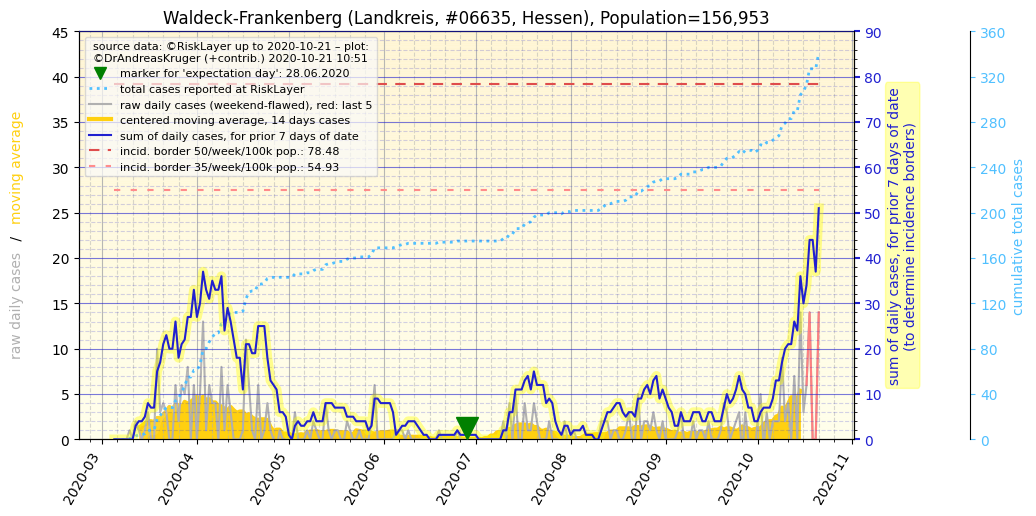 Waldeck-Frankenberg (Landkreis, #06635, Hessen), Population=156,953
source data: ©RiskLayer up to 2020-10-21 – plot:
©DrAndreasKruger (+contrib.) 2020-10-21 10:51
marker for 'expectation day': 28.06.2020
total cases reported at RiskLayer
raw daily cases (weekend-flawed), red: last 5
centered moving average, 14 days cases
sum of daily cases, for prior 7 days of date
incid. border 50/week/100k pop.: 78.48
incid. border 35/week/100k pop.: 54.93
raw daily cases / moving average
45
40
35
30
25
20
15
10
5
0
2020-03
2020-04
2020-05
2020-06
2020-07
2020-08
2020-09
2020-10
2020-11
90
80
70
60
50
40
30
20
10
0
sum of daily cases, for prior 7 days of date
(to determine incidence borders)
360
320
280
240
200
160
120
80
40
0
cumulative total cases